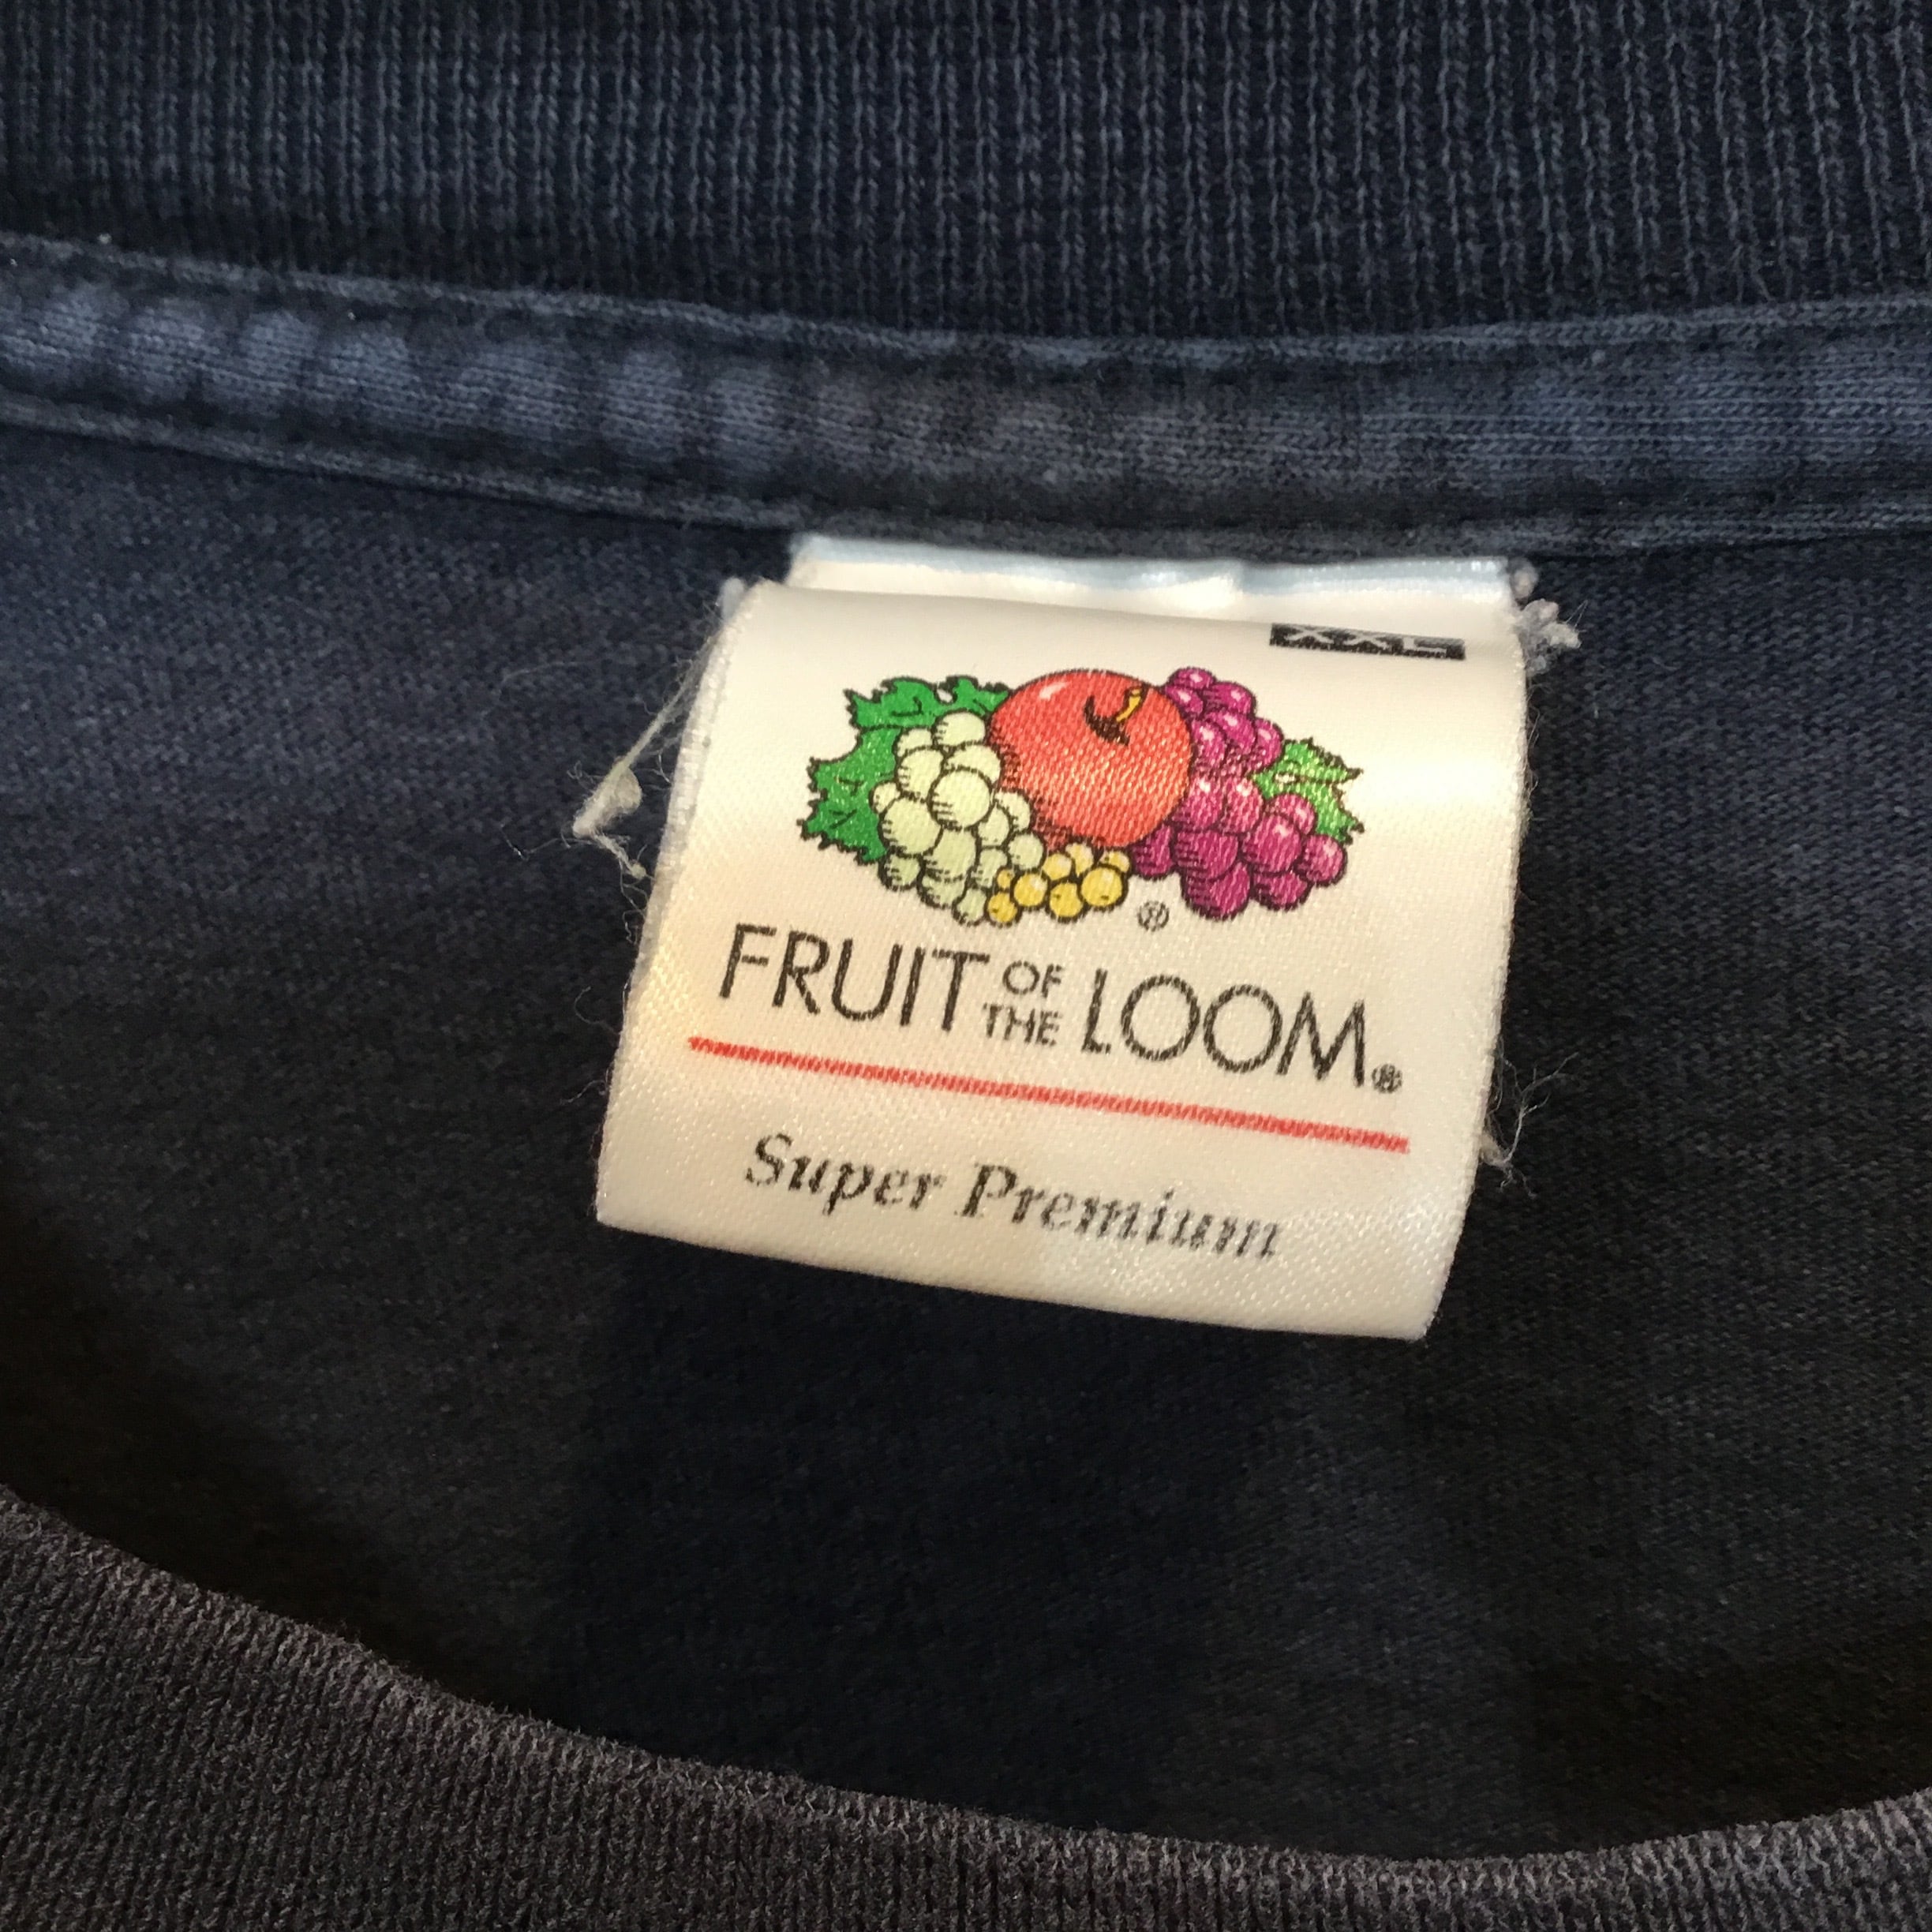 XXL
®
FRUIT OF THE LOOM®
Super Premium